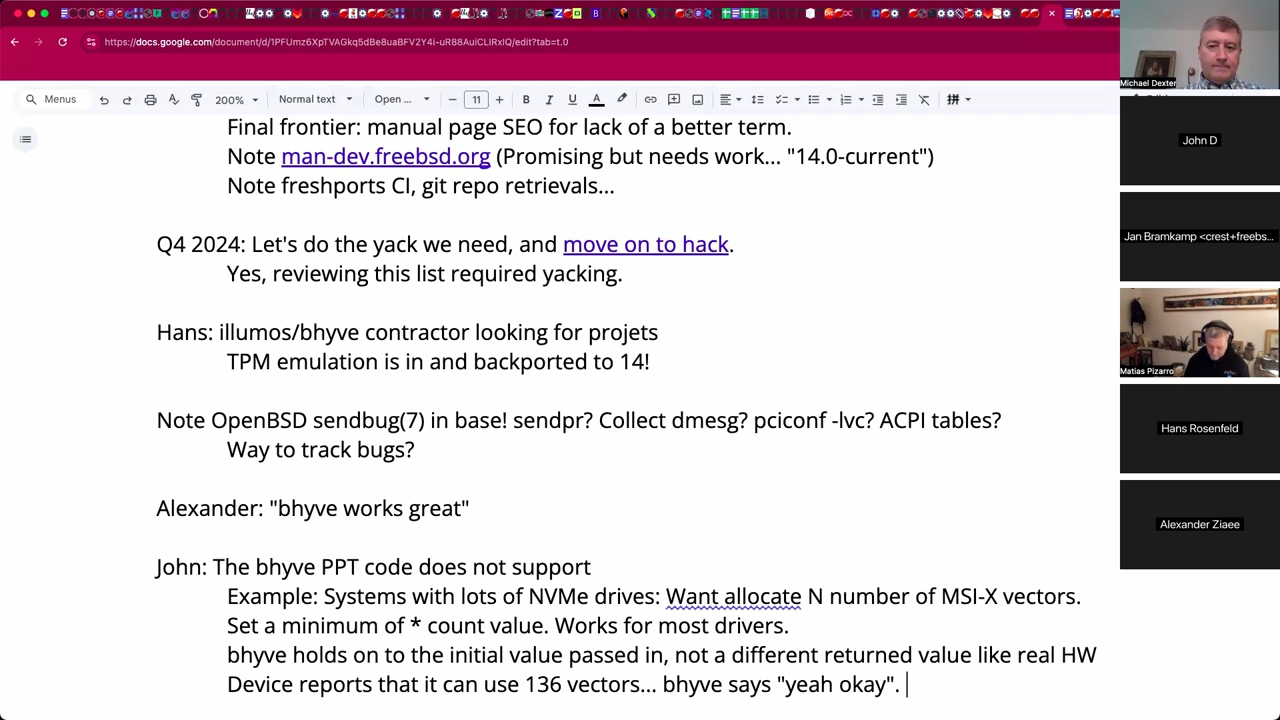 https://docs.google.com/document/d/1PFUmz6XpTVAGkq5dBe8uaBFV2Y4i-uR88AuiCLIRxIQ/edit?tab=t.0
Menus
200%
Normal text
Open ...
11
Final frontier: manual page SEO for lack of a better term.
Note man-dev.freebsd.org (Promising but needs work... "14.0-current")
Note freshports CI, git repo retrievals...
Q4 2024: Let's do the yack we need, and move on to hack.
Yes, reviewing this list required yacking.
Hans: illumos/bhyve contractor looking for projets
TPM emulation is in and backported to 14!
Note OpenBSD sendbug(7) in base! sendpr? Collect dmesg? pciconf -lvc? ACPI tables?
Way to track bugs?
Alexander: "bhyve works great"
John: The bhyve PPT code does not support
Example: Systems with lots of NVMe drives: Want allocate N number of MSI-X vectors.
Set a minimum of * count value. Works for most drivers.
bhyve holds on to the initial value passed in, not a different returned value like real HW
Device reports that it can use 136 vectors... bhyve says "yeah okay".
Michael Dexter
John D
Jan Bramkamp <crest+freebs...
Matías Pizarro
Hans Rosenfeld
Alexander Ziaee